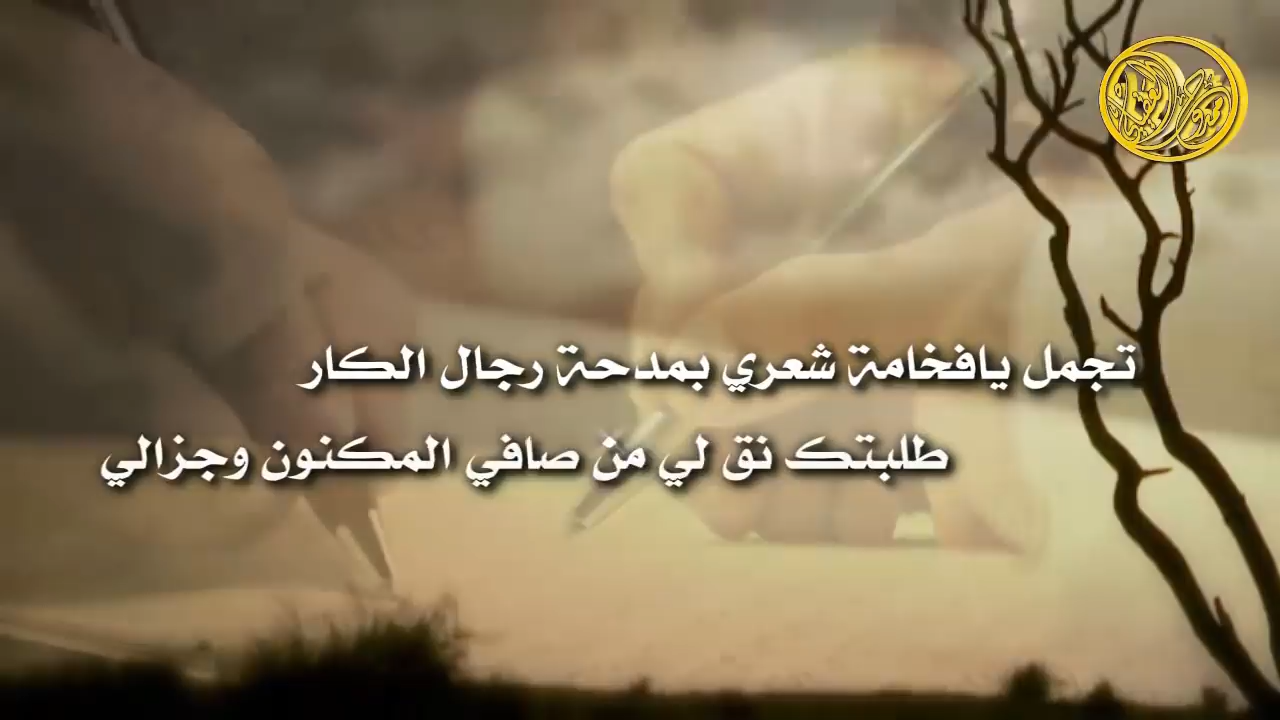 تجمل يافخامة شعري بمدحة رجال الكار
طلبتك نق لي من صافي المكنون وجزالي